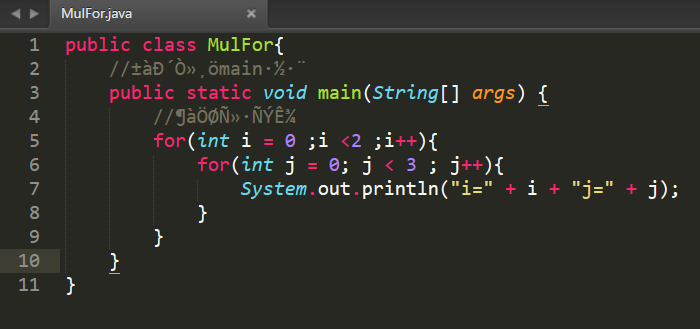 MulFor.java
1 public class MulFor{
2 //±àÐ´Ò»¸ömain·½·¨
3 public static void main(String[] args) {
4 //¶àÖØÑ­»·ÑÝÊ¾
5 for(int i = 0 ;i <2 ;i++){
6 for(int j = 0; j < 3 ; j++){
7 System.out.println("i=" + i + "j=" + j);
8 }
9 }
10 }
11 }